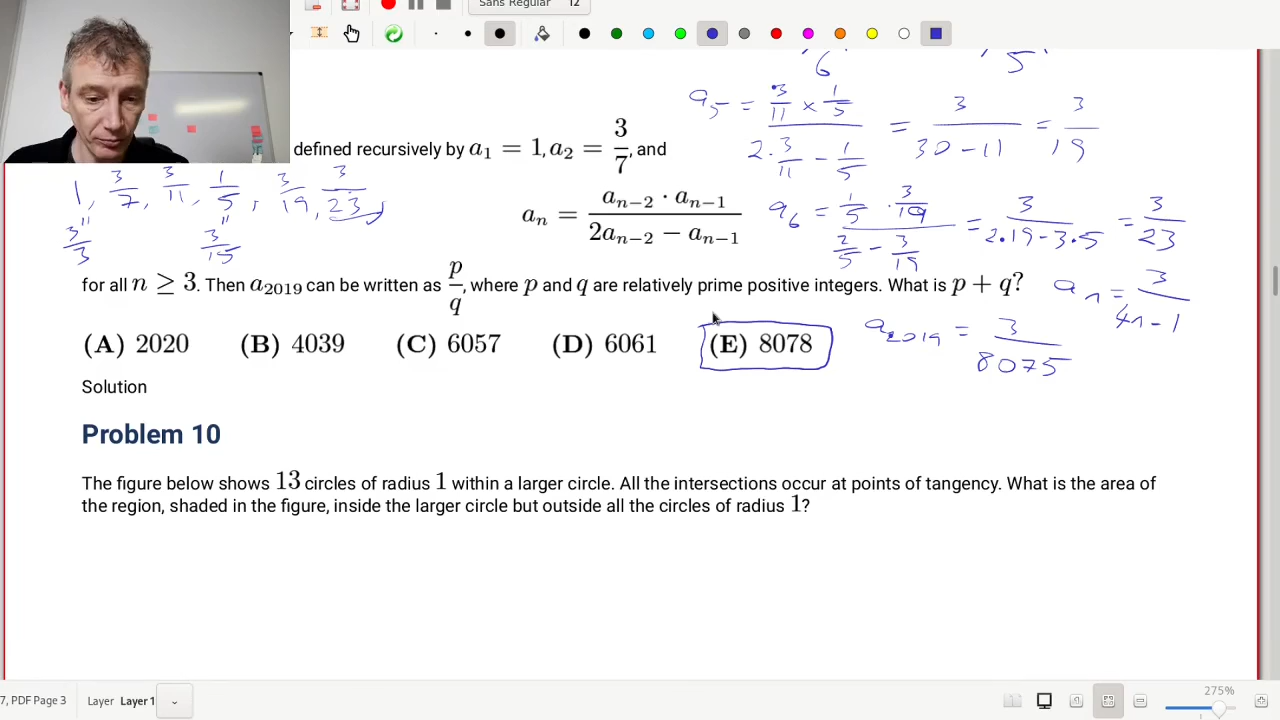 Sans Regular 12
6 5
a5 = 3/11 × 1/5 / 2·3/11 − 1/5 = 3/30−11 = 3/19
defined recursively by a1 = 1, a2 = 3/7, and
1, 3/7, 3/11, 1/5, 3/19, 3/23
3/3 3/15
an = an−2 · an−1 / 2an−2 − an−1
a6 = 1/5 · 3/19 / 2/5 − 3/19 = 3/2·19−3·5 = 3/23
for all n ≥ 3. Then a2019 can be written as p/q, where p and q are relatively prime positive integers. What is p + q?
an = 3/4n−1
(A) 2020 (B) 4039 (C) 6057 (D) 6061 (E) 8078
a2019 = 3/8075
Solution
Problem 10
The figure below shows 13 circles of radius 1 within a larger circle. All the intersections occur at points of tangency. What is the area of
the region, shaded in the figure, inside the larger circle but outside all the circles of radius 1?
7, PDF Page 3 Layer Layer 1 275%